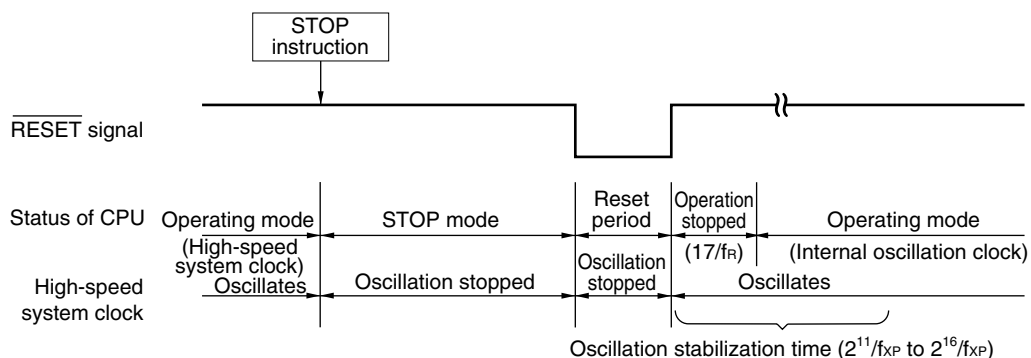 STOP
instruction
RESET signal
Status of CPU
Operating mode
(High-speed
system clock)
STOP mode
Reset
period
Operation
stopped
(17/fR)
Operating mode
(Internal oscillation clock)
High-speed
system clock
Oscillates
Oscillation stopped
Oscillation
stopped
Oscillates
Oscillation stabilization time (2¹¹/fXP to 2¹⁶/fXP)